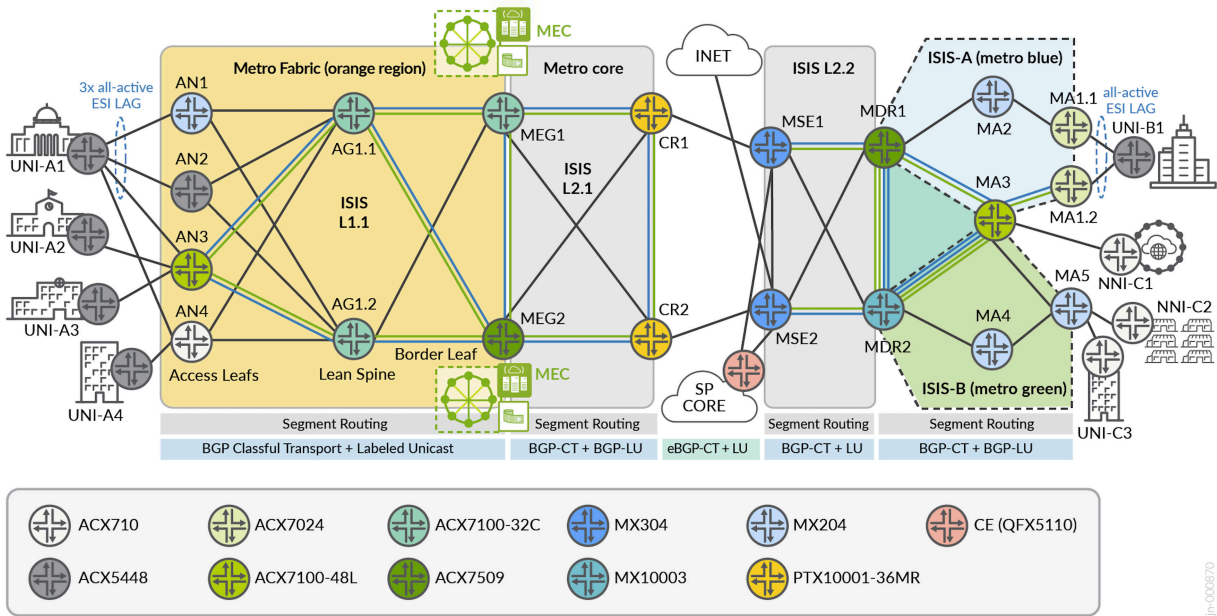 MEC
INET
Metro Fabric (orange region)
Metro core
ISIS L2.2
ISIS-A (metro blue)
3x all-active
ESI LAG
AN1
MA1.1
all-active
ESI LAG
UNI-B1
MDR1
MSE1
MA2
MEG1
CR1
AG1.1
AN2
UNI-A1
ISIS
L1.1
ISIS
L2.1
MA3
MA1.2
AN3
UNI-A2
NNI-C1
MA5
NNI-C2
AN4
AG1.2
MEG2
CR2
MA4
UNI-A3
MSE2
MDR2
Border Leaf
Access Leafs
Lean Spine
MEC
SP
CORE
ISIS-B (metro green)
UNI-A4
UNI-C3
Segment Routing
Segment Routing
Segment Routing
Segment Routing
BGP Classful Transport + Labeled Unicast
BGP-CT + BGP-LU
eBGP-CT + LU
BGP-CT + LU
BGP-CT + BGP-LU
ACX710
ACX7024
ACX7100-32C
MX304
MX204
CE (QFX5110)
ACX5448
ACX7100-48L
ACX7509
MX10003
PTX10001-36MR
jn-000870